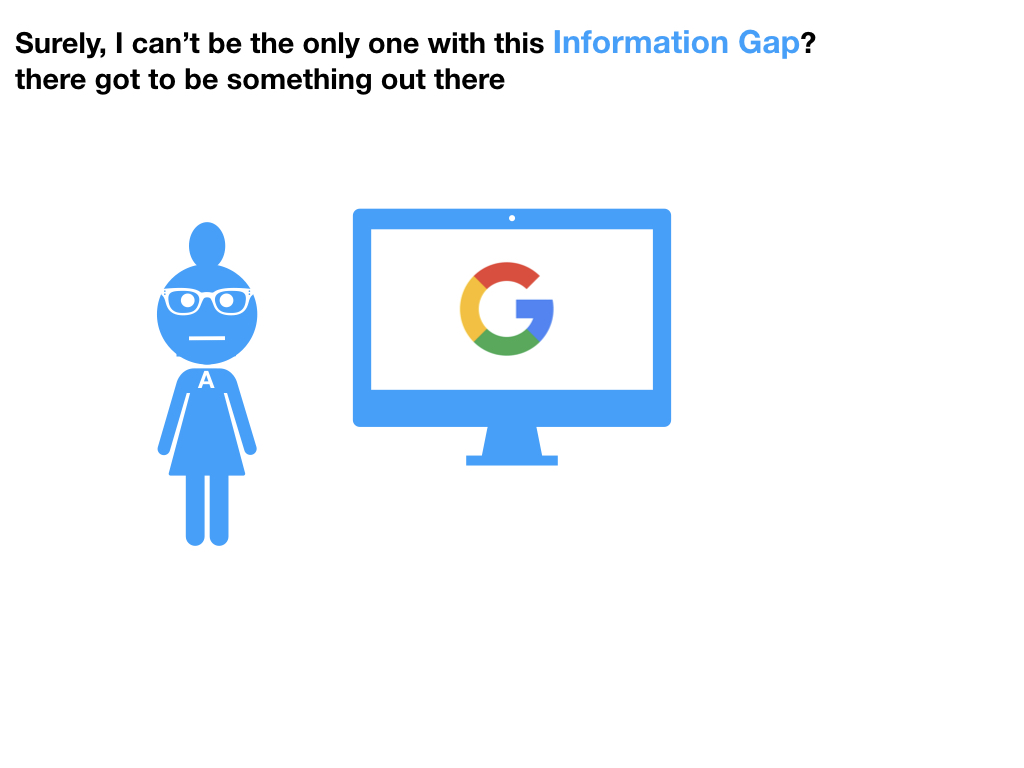 Surely, I can’t be the only one with this Information Gap?
there got to be something out there
A
G